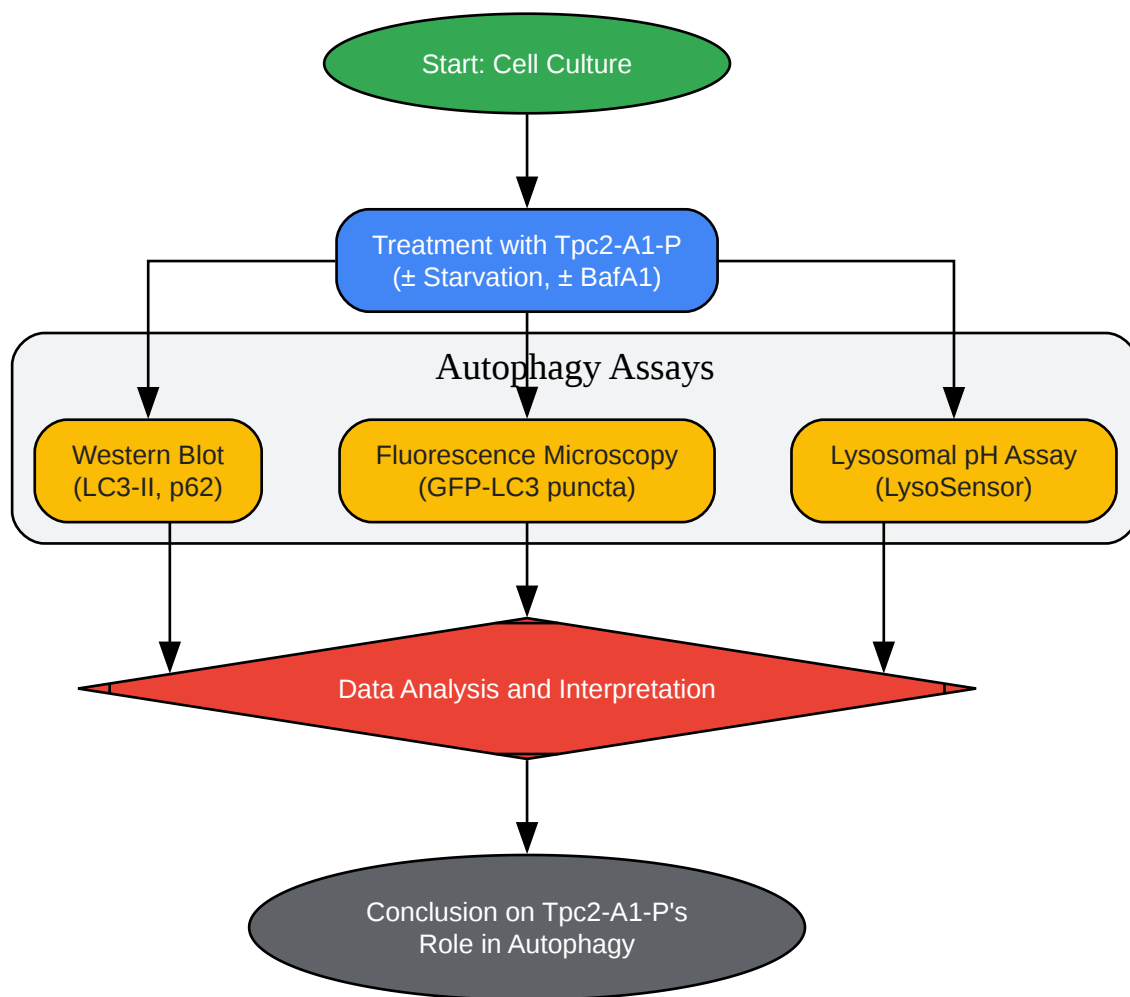 Start: Cell Culture
Treatment with Tpc2-A1-P
(± Starvation, ± BafA1)
Autophagy Assays
Western Blot
(LC3-II, p62)
Fluorescence Microscopy
(GFP-LC3 puncta)
Lysosomal pH Assay
(LysoSensor)
Data Analysis and Interpretation
Conclusion on Tpc2-A1-P's
Role in Autophagy